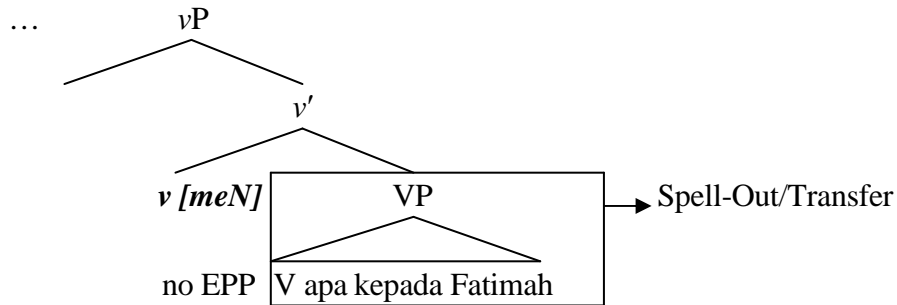 … vP
v′
v [meN] VP Spell-Out/Transfer
no EPP V apa kepada Fatimah